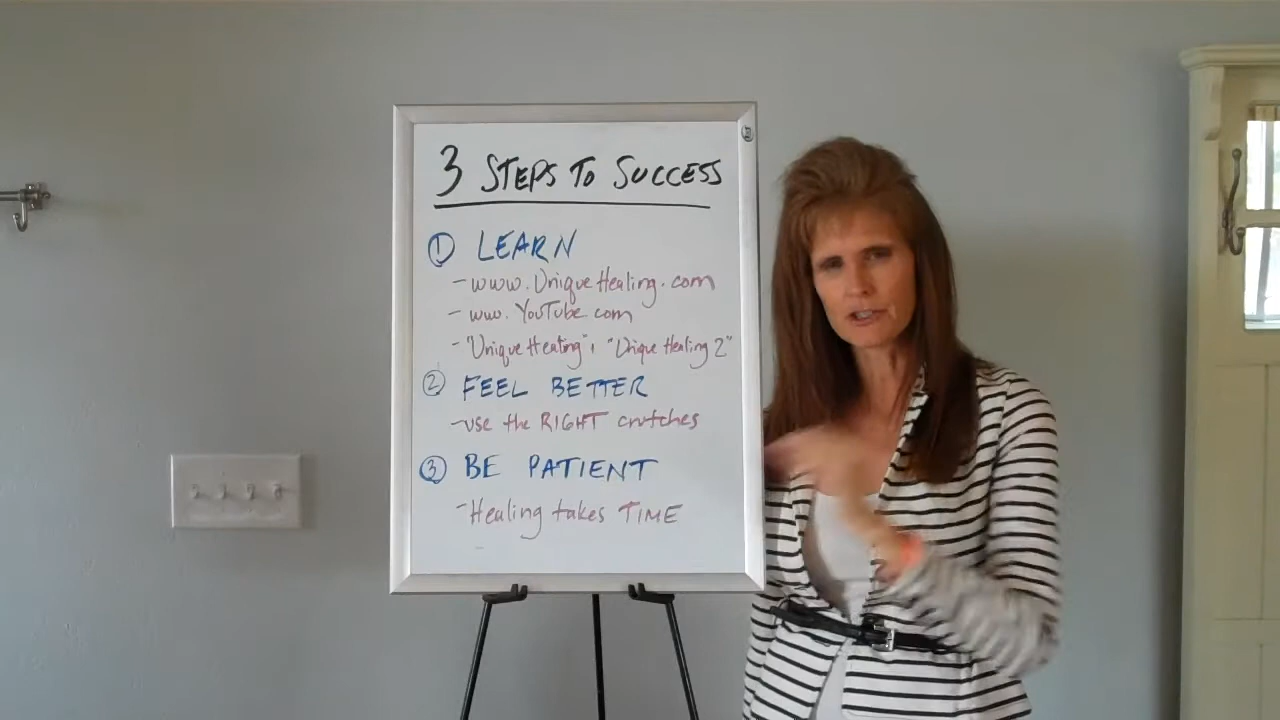 3 STEPS TO SUCCESS
① LEARN
- www.UniqueHealing.com
- www.YouTube.com
- "Unique Healing", "Unique Healing 2"
② FEEL BETTER
- use the RIGHT crutches
③ BE PATIENT
- Healing takes TIME